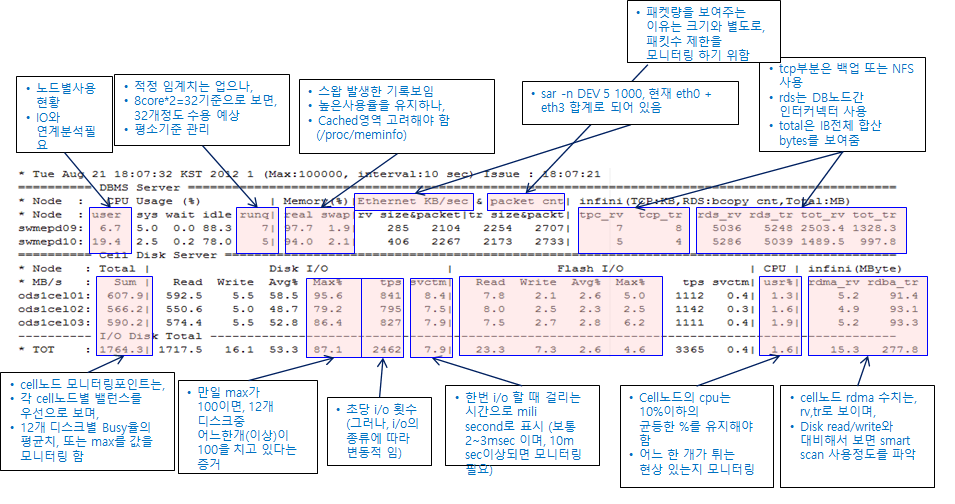 • 패켓량을 보여주는
이유는 크기와 별도로,
패킷수 제한을
모니터링 하기 위함
• 노드별사용
현황
• IO와
연계분석필
요
• 적정 임계치는 업으나,
• 8core*2=32기준으로 보면,
32개정도 수용 예상
• 평소기준 관리
• 스왑 발생한 기록보임
• 높은사용율을 유지하나,
• Cached영역 고려해야 함
(/proc/meminfo)
• sar -n DEV 5 1000, 현재 eth0 +
eth3 합계로 되어 있음
• tcp부분은 백업 또는 NFS
사용
• rds는 DB노드간
인터커넥터 사용
• total은 IB전체 합산
bytes를 보여줌
* Tue Aug 21 18:07:32 KST 2012 1 (Max:100000, interval:10 sec) Issue : 18:07:21
========== DBMS Server ==========
* Node : CPU Usage (%) | Memory(%)| Ethernet KB/sec & packet cnt| infini(TCP:KB,RDS:bcopy cnt,Total:MB)
* Node : user sys wait idle runq| real swap| rv size&packet|tr size&packt| tpc_rv tcp_tr rds_rv rds_tr tot_rv tot_tr
swmepd09: 6.7 5.0 0.0 88.3 7| 97.7 1.9| 285 2104 2254 2707| 7 8 5036 5248 2503.4 1328.3
swmepd10: 19.4 2.5 0.2 78.0 5| 94.0 2.1| 406 2267 2173 2733| 5 4 5286 5039 1489.5 997.8
========== Cell Disk Server ==========
* Node : Total | Disk I/O | Flash I/O | CPU | infini(MByte)
* MB/s : Sum | Read Write Avg% Max% tps svctm| Read Write Avg% Max% tps svctm| usr%| rdma_rv rdba_tr
ods1cel01: 607.9| 592.5 5.5 58.5 95.6 841 8.4| 7.8 2.1 2.6 5.0 1112 0.4| 1.3| 5.2 91.4
ods1cel02: 566.2| 550.6 5.0 48.7 79.2 795 7.5| 8.0 2.5 2.3 2.5 1142 0.3| 1.6| 4.9 93.1
ods1cel03: 590.2| 574.4 5.5 52.8 86.4 827 7.9| 7.5 2.7 2.8 6.2 1111 0.4| 1.9| 5.2 93.3
---------- I/O Disk Total ----------
* TOT : 1764.3| 1717.5 16.1 53.3 87.1 2462 7.9| 23.3 7.3 2.6 4.6 3365 0.4| 1.6| 15.3 277.8
• cell노드 모니터링포인트는,
• 각 cell노드별 밸런스를
우선으로 보며,
• 12개 디스크별 Busy율의
평균치, 또는 max를 값을
모니터링 함
• 만일 max가
100이면, 12개
디스크중
어느한개(이상)이
100을 치고 있다는
증거
• 초당 i/o 횟수
(그러나, i/o의
종류에 따라
변동적 임)
• 한번 i/o 할 때 걸리는
시간으로 mili
second로 표시 (보통
2~3msec 이며, 10m
sec이상되면 모니터링
필요)
• Cell노드의 cpu는
10%이하의
균등한 %를 유지해야
함
• 어느 한 개가 튀는
현상 있는지 모니터링
• cell노드 rdma 수치는,
rv,tr로 보이며,
• Disk read/write와
대비해서 보면 smart
scan 사용정도를 파악